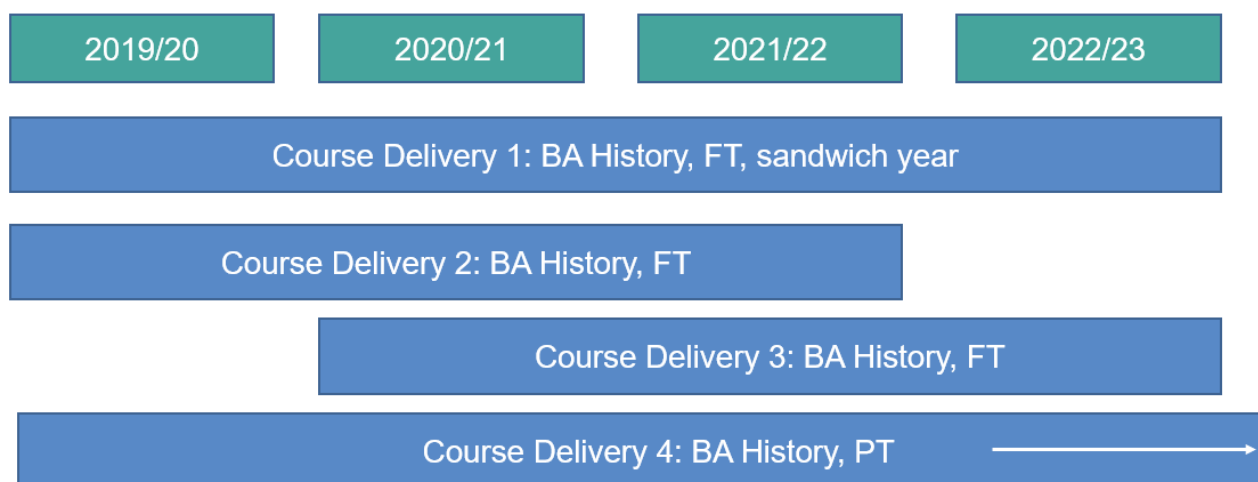 2019/20 2020/21 2021/22 2022/23
Course Delivery 1: BA History, FT, sandwich year
Course Delivery 2: BA History, FT
Course Delivery 3: BA History, FT
Course Delivery 4: BA History, PT